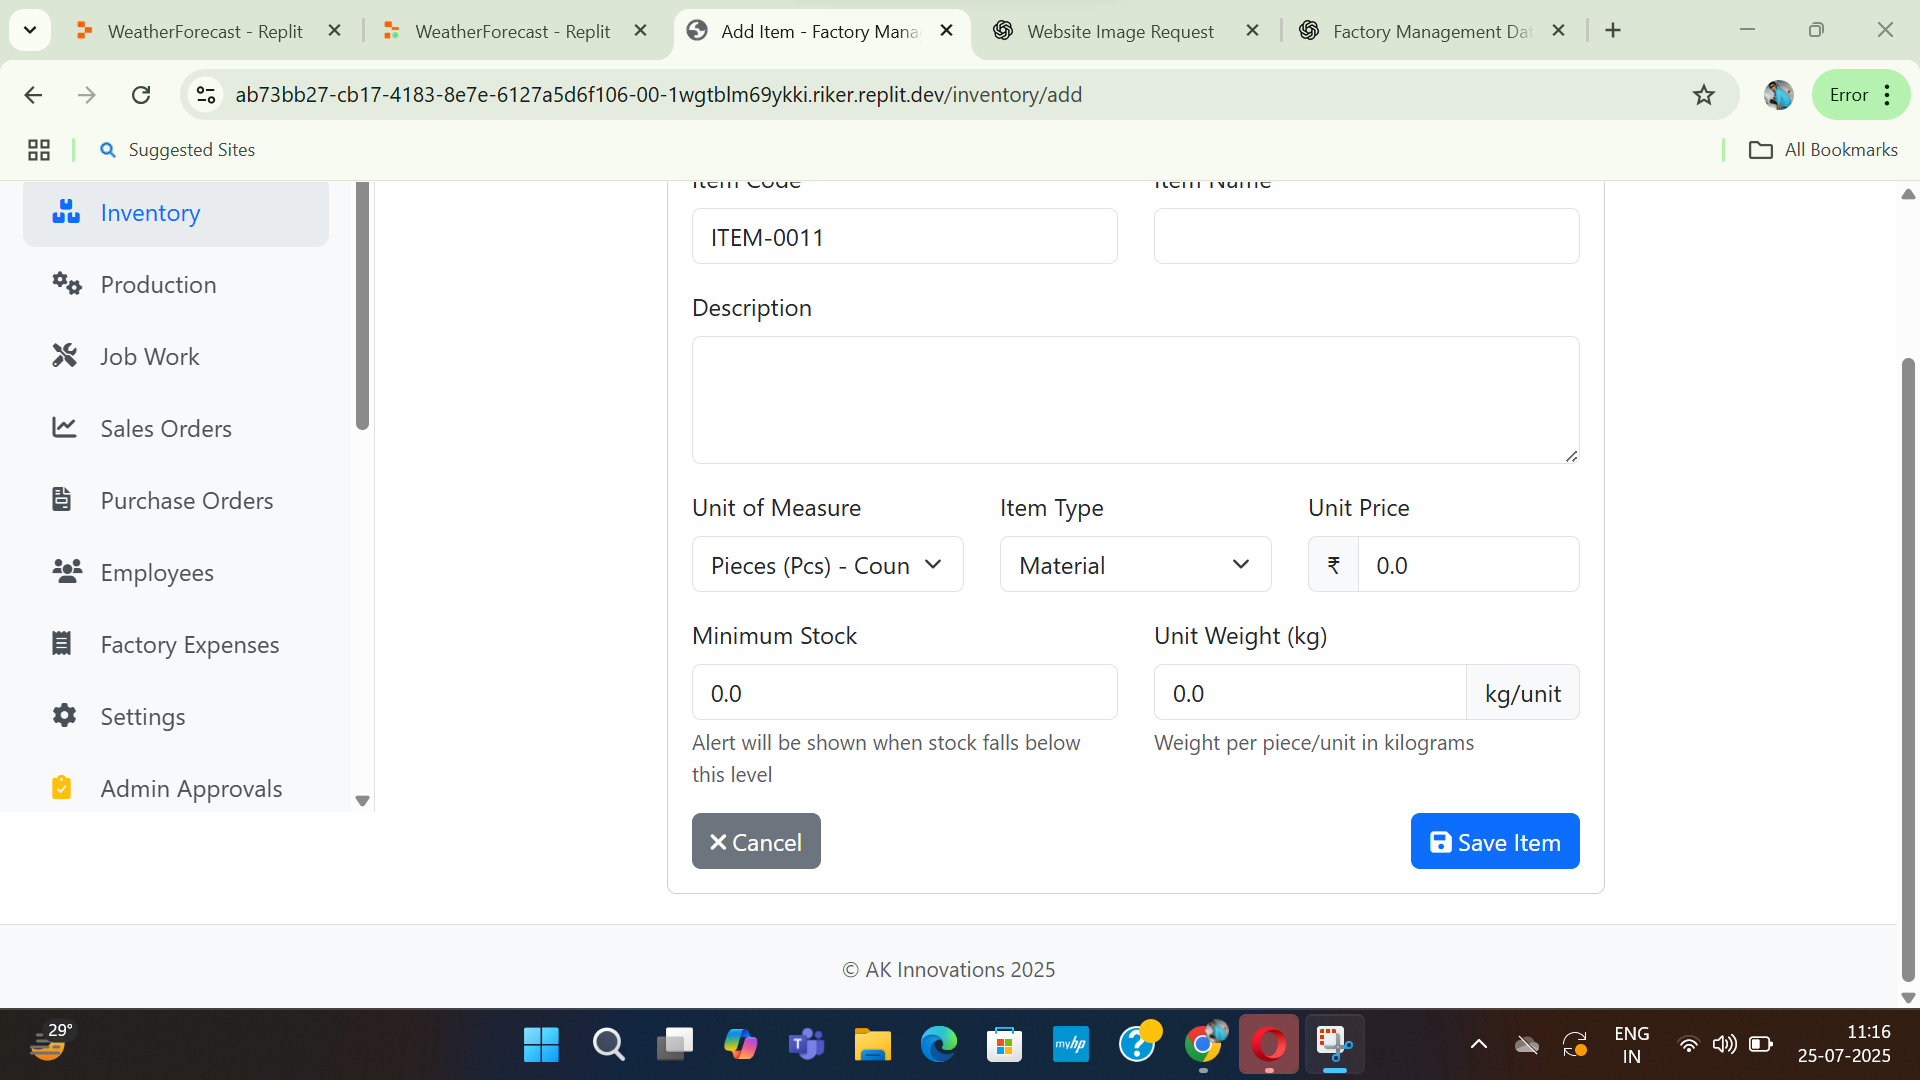 WeatherForecast - Replit
WeatherForecast - Replit
Add Item - Factory Mana
Website Image Request
Factory Management Dat
ab73bb27-cb17-4183-8e7e-6127a5d6f106-00-1wgtblm69ykki.riker.replit.dev/inventory/add
Error
Suggested Sites
All Bookmarks
Inventory
Production
Job Work
Sales Orders
Purchase Orders
Employees
Factory Expenses
Settings
Admin Approvals
Item Code
Item Name
ITEM-0011
Description
Unit of Measure
Item Type
Unit Price
Pieces (Pcs) - Coun
Material
₹ 0.0
Minimum Stock
Unit Weight (kg)
0.0
0.0 kg/unit
Alert will be shown when stock falls below
this level
Weight per piece/unit in kilograms
Cancel
Save Item
© AK Innovations 2025
29°
myhp
ENG
IN
11:16
25-07-2025